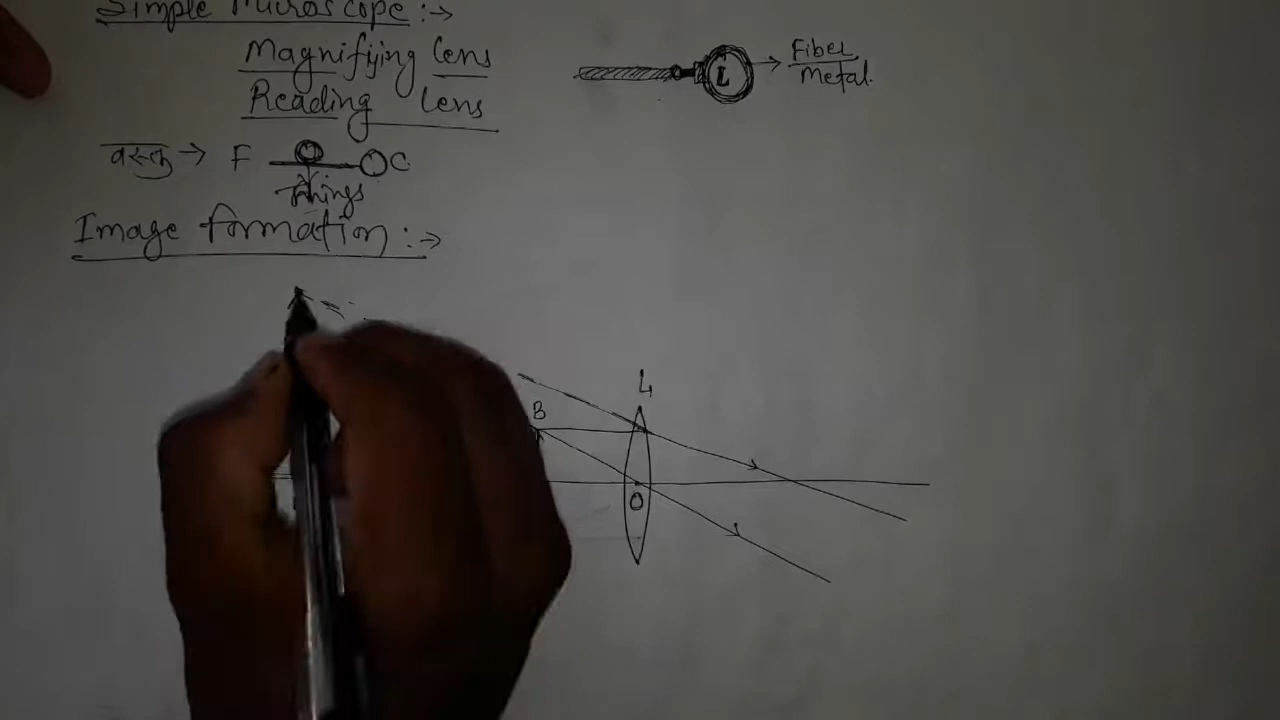 Simple Microscope :→
Magnifying lens
Reading lens
L → Fiber
Metal.
वस्तु → F O C
Things
Image formation :→
L
B
O